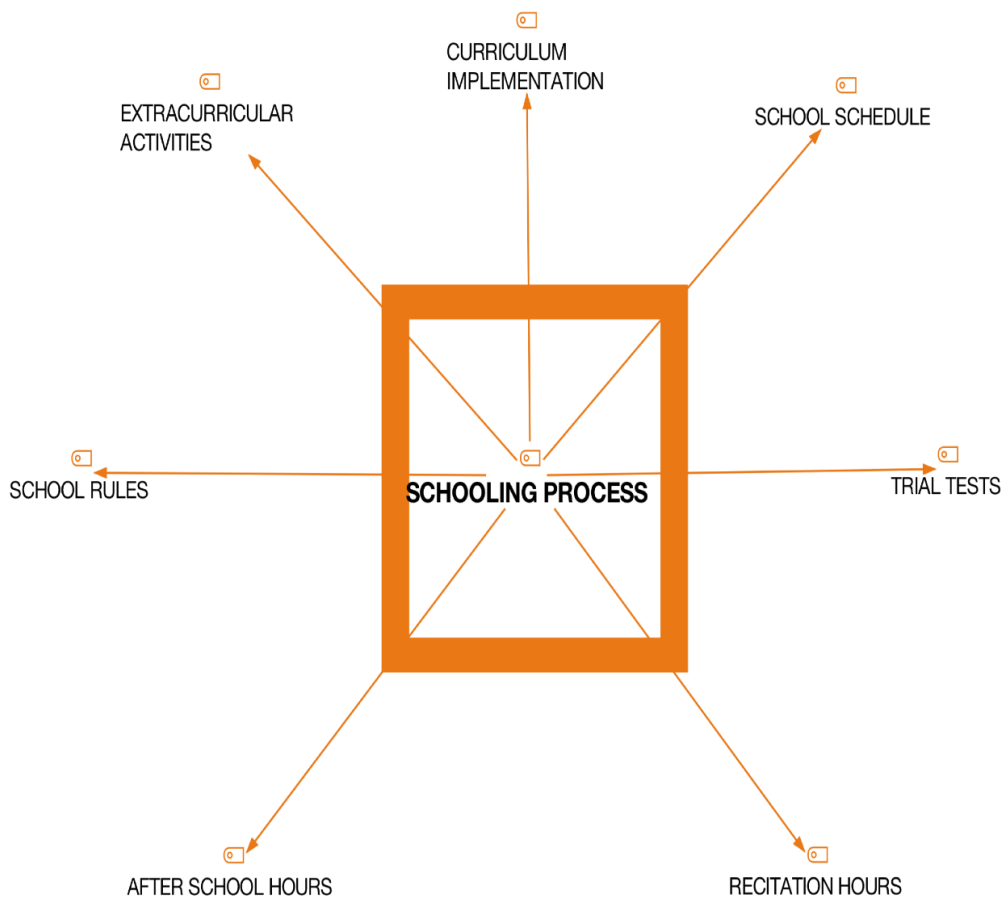 CURRICULUM
IMPLEMENTATION
EXTRACURRICULAR
ACTIVITIES
SCHOOL SCHEDULE
SCHOOL RULES
SCHOOLING PROCESS
TRIAL TESTS
AFTER SCHOOL HOURS
RECITATION HOURS